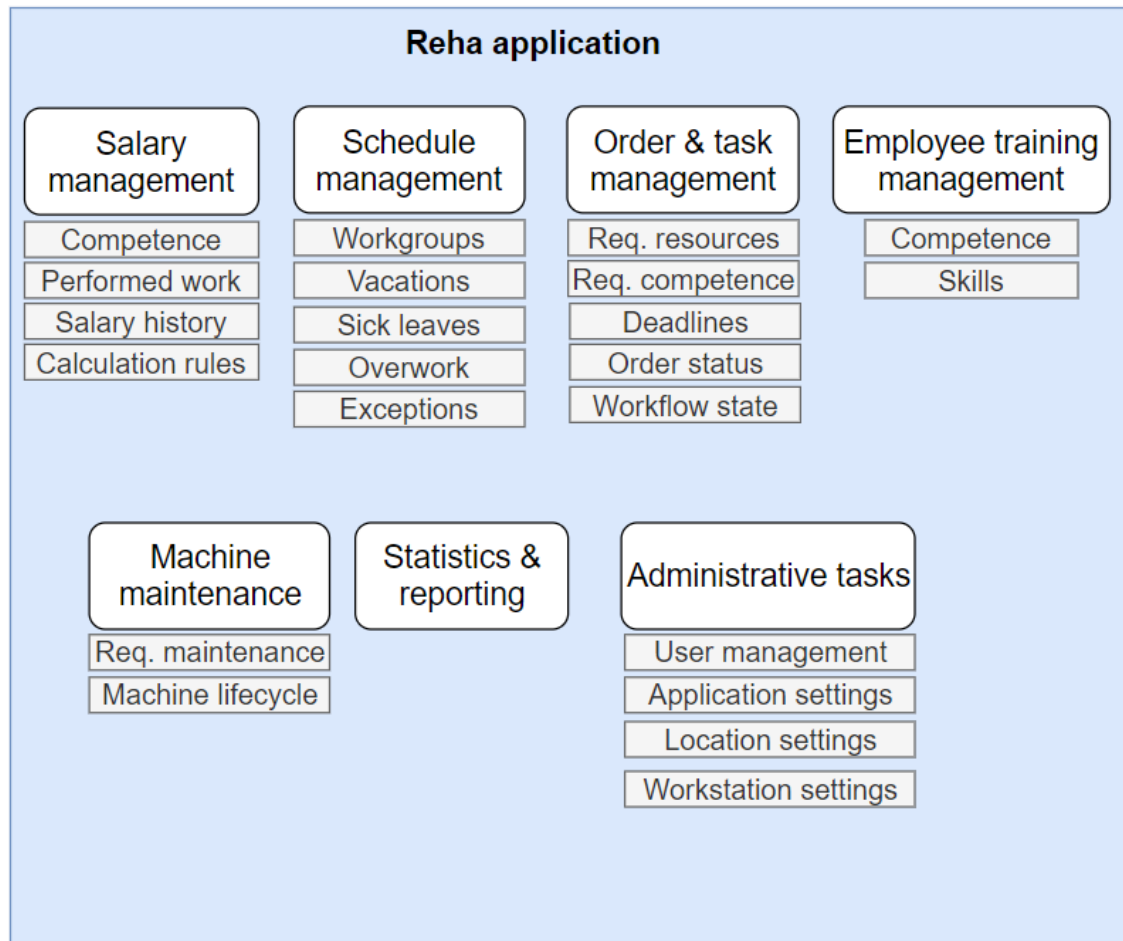 Reha application
Salary
management
Competence
Performed work
Salary history
Calculation rules
Schedule
management
Workgroups
Vacations
Sick leaves
Overwork
Exceptions
Order & task
management
Req. resources
Req. competence
Deadlines
Order status
Workflow state
Employee training
management
Competence
Skills
Machine
maintenance
Req. maintenance
Machine lifecycle
Statistics &
reporting
Administrative tasks
User management
Application settings
Location settings
Workstation settings